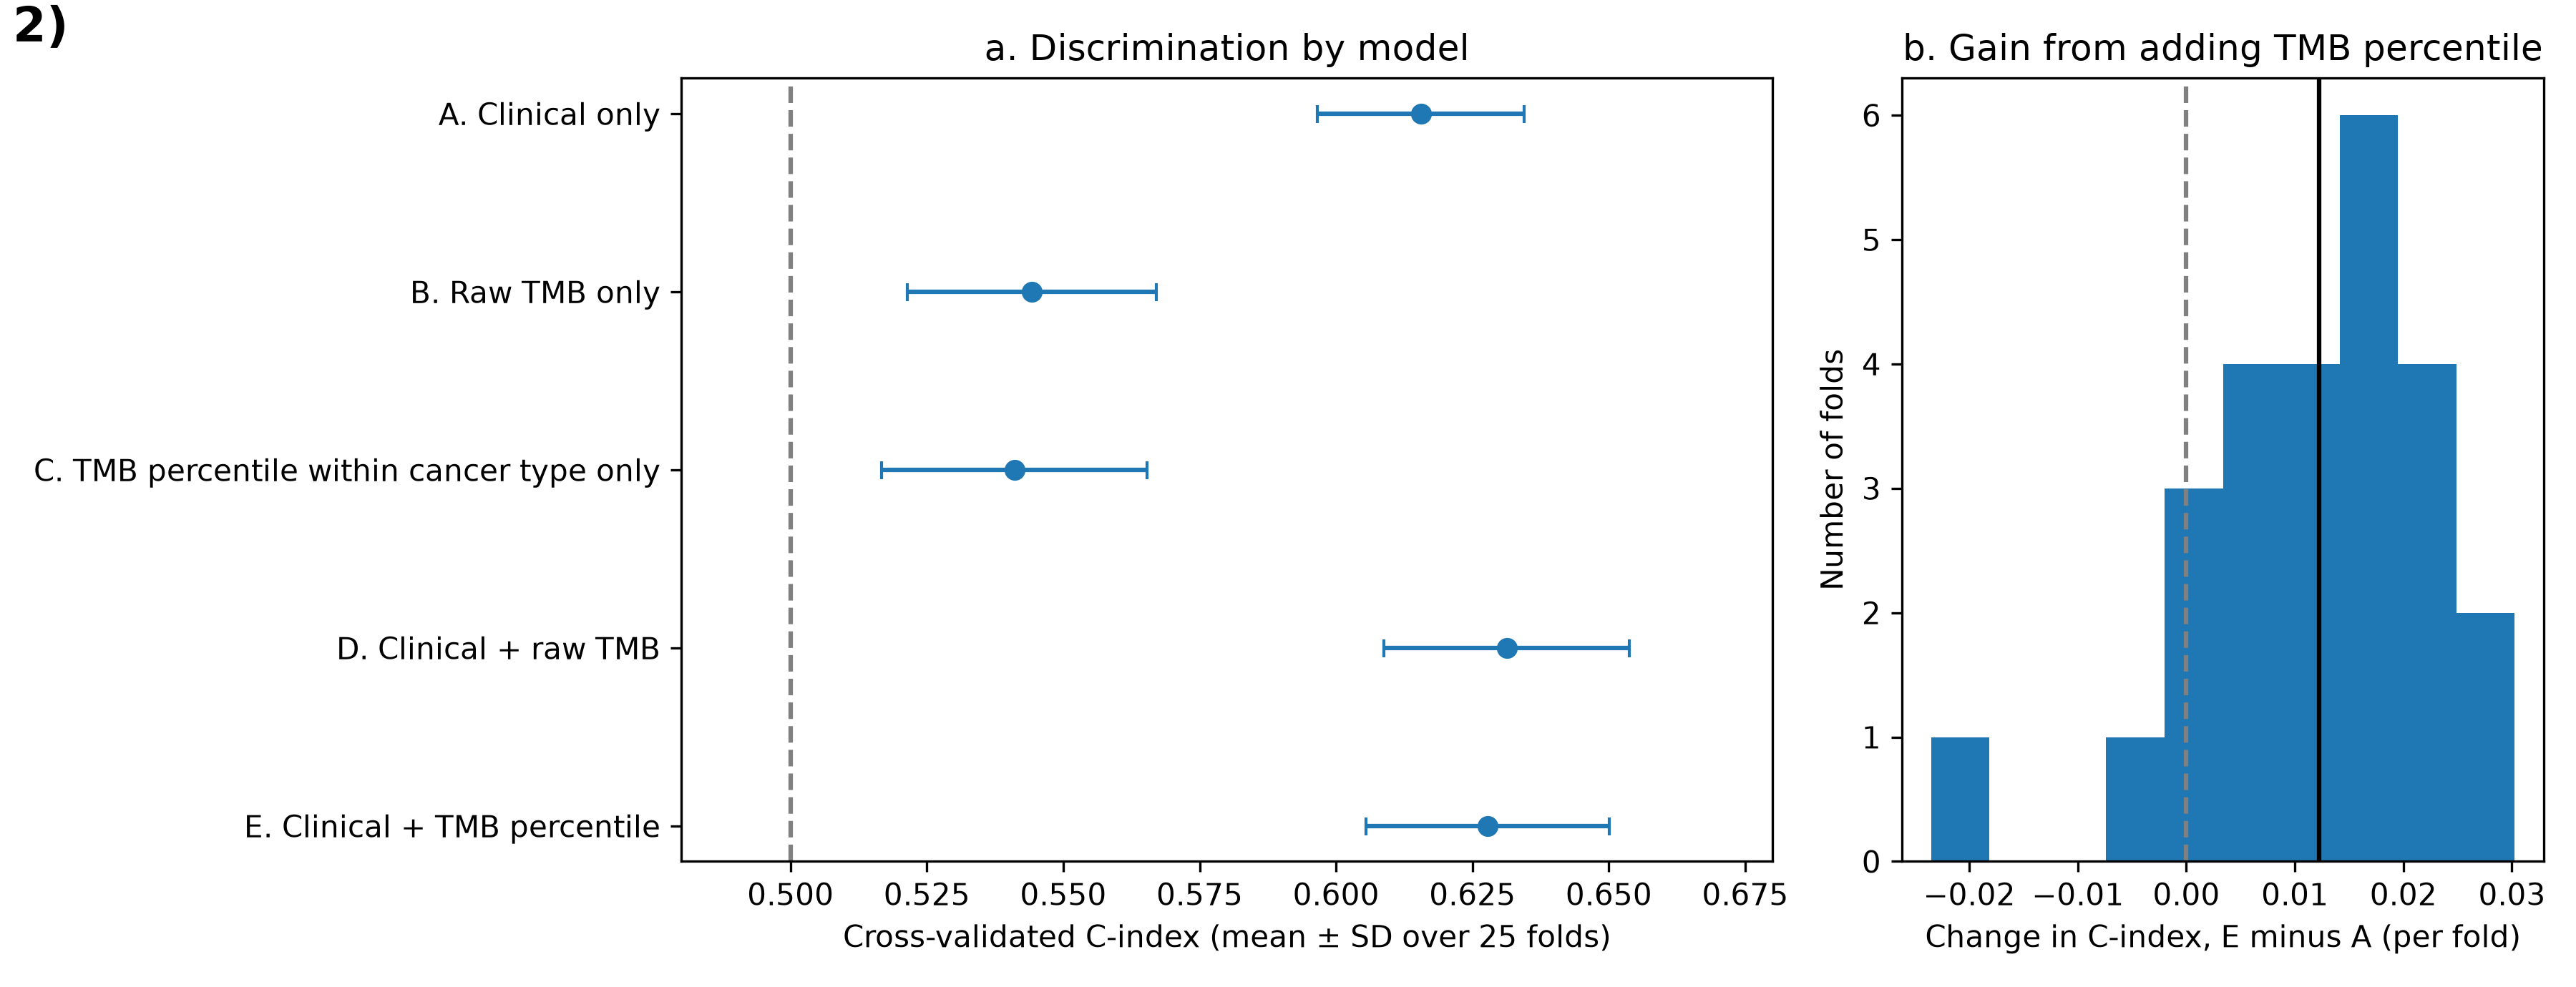 2)
a. Discrimination by model
A. Clinical only
B. Raw TMB only
C. TMB percentile within cancer type only
D. Clinical + raw TMB
E. Clinical + TMB percentile
0.500 0.525 0.550 0.575 0.600 0.625 0.650 0.675
Cross-validated C-index (mean ± SD over 25 folds)
b. Gain from adding TMB percentile
Number of folds
6
5
4
3
2
1
0
−0.02 −0.01 0.00 0.01 0.02 0.03
Change in C-index, E minus A (per fold)